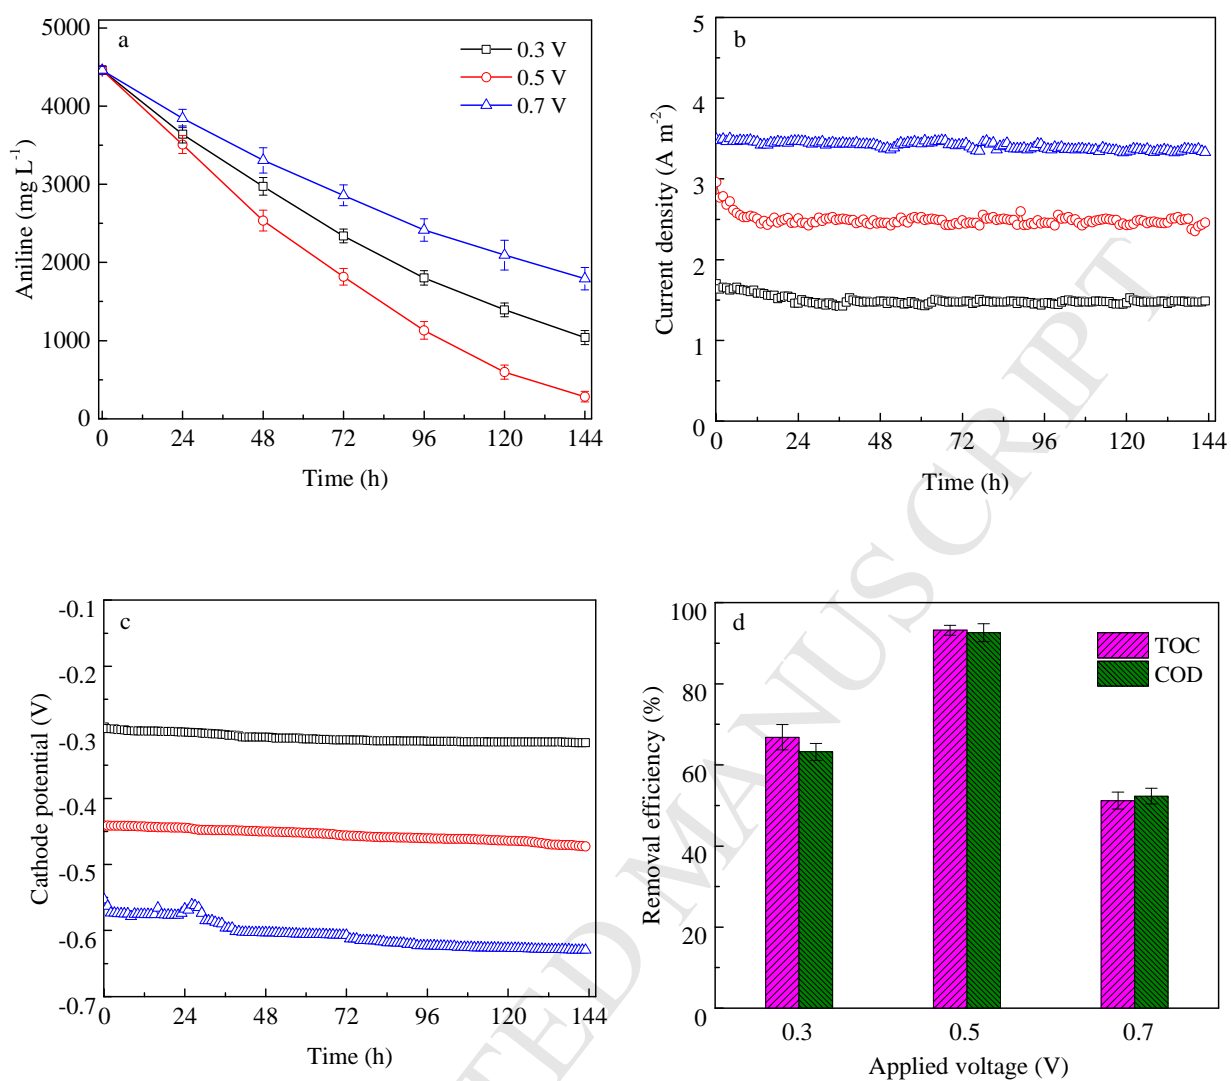 a
0.3 V
0.5 V
0.7 V
5000
4000
3000
2000
1000
0
Aniline (mg L-1)
0 24 48 72 96 120 144
Time (h)
b
5
4
3
2
1
0
Current density (A m-2)
0 24 48 72 96 120 144
Time (h)
c
-0.1
-0.2
-0.3
-0.4
-0.5
-0.6
-0.7
Cathode potential (V)
0 24 48 72 96 120 144
Time (h)
d
TOC
COD
100
80
60
40
20
0
Removal efficiency (%)
0.3 0.5 0.7
Applied voltage (V)
TED MANUSCRIPT